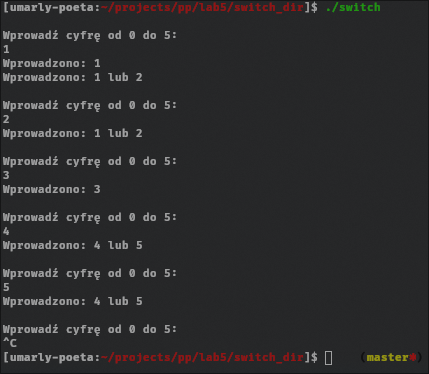 [umarly-poeta:~/projects/pp/lab5/switch_dir]$ ./switch
Wprowadź cyfrę od 0 do 5:
1
Wprowadzono: 1
Wprowadzono: 1 lub 2
Wprowadź cyfrę od 0 do 5:
2
Wprowadzono: 1 lub 2
Wprowadź cyfrę od 0 do 5:
3
Wprowadzono: 3
Wprowadź cyfrę od 0 do 5:
4
Wprowadzono: 4 lub 5
Wprowadź cyfrę od 0 do 5:
5
Wprowadzono: 4 lub 5
Wprowadź cyfrę od 0 do 5:
^C
[umarly-poeta:~/projects/pp/lab5/switch_dir]$ (master●)